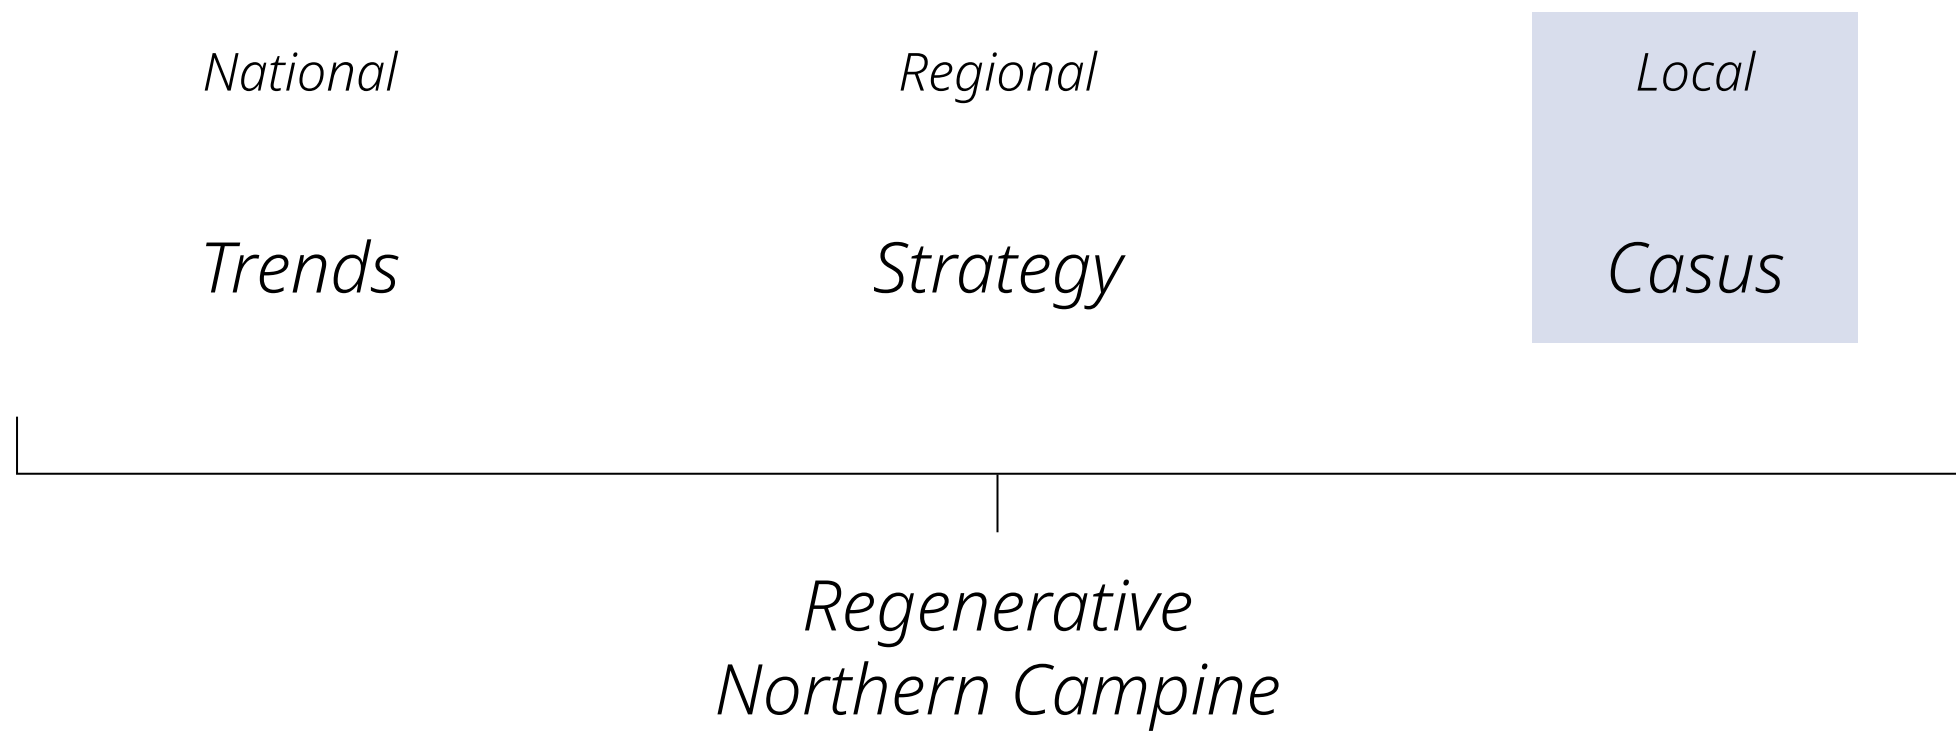 National
Regional
Local
Trends
Strategy
Casus
Regenerative
Northern Campine